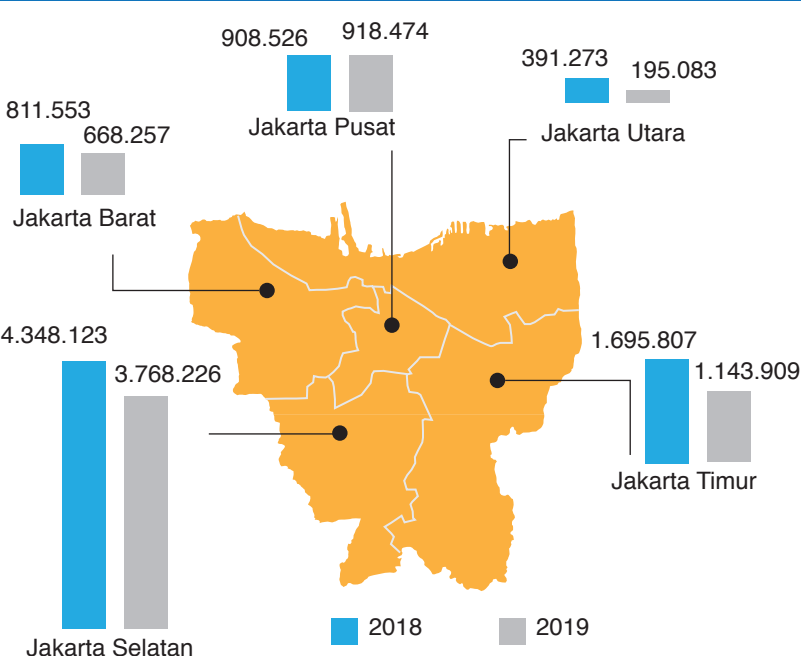 908.526
918.474
Jakarta Pusat
391.273
195.083
Jakarta Utara
811.553
668.257
Jakarta Barat
4.348.123
3.768.226
Jakarta Selatan
1.695.807
1.143.909
Jakarta Timur
2018
2019